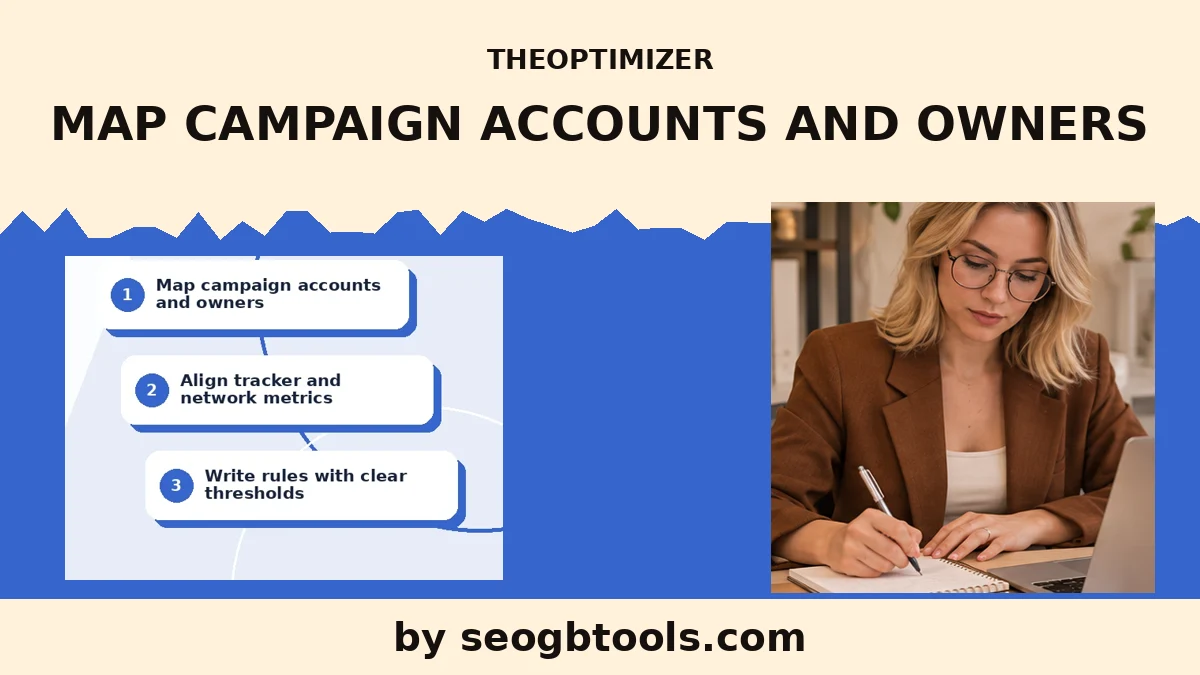 THEOPTIMIZER
MAP CAMPAIGN ACCOUNTS AND OWNERS
1
Map campaign accounts
and owners
2
Align tracker and
network metrics
3
Write rules with clear
thresholds
by seogbtools.com